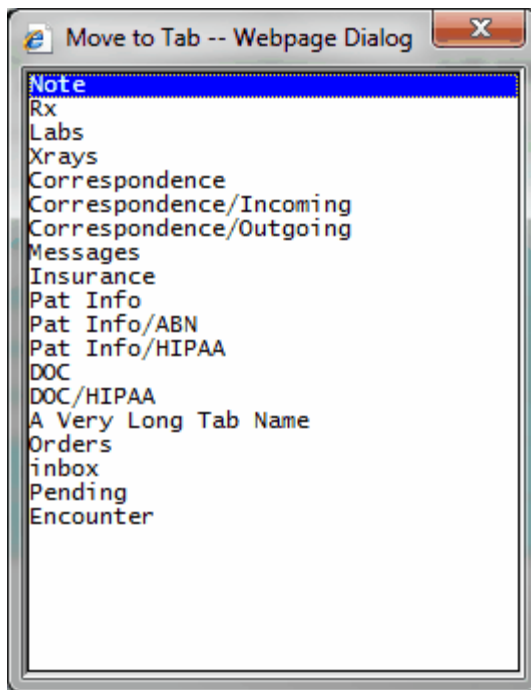 Move to Tab -- Webpage Dialog
Note
Rx
Labs
Xrays
Correspondence
Correspondence/Incoming
Correspondence/Outgoing
Messages
Insurance
Pat Info
Pat Info/ABN
Pat Info/HIPAA
DOC
DOC/HIPAA
A Very Long Tab Name
Orders
inbox
Pending
Encounter